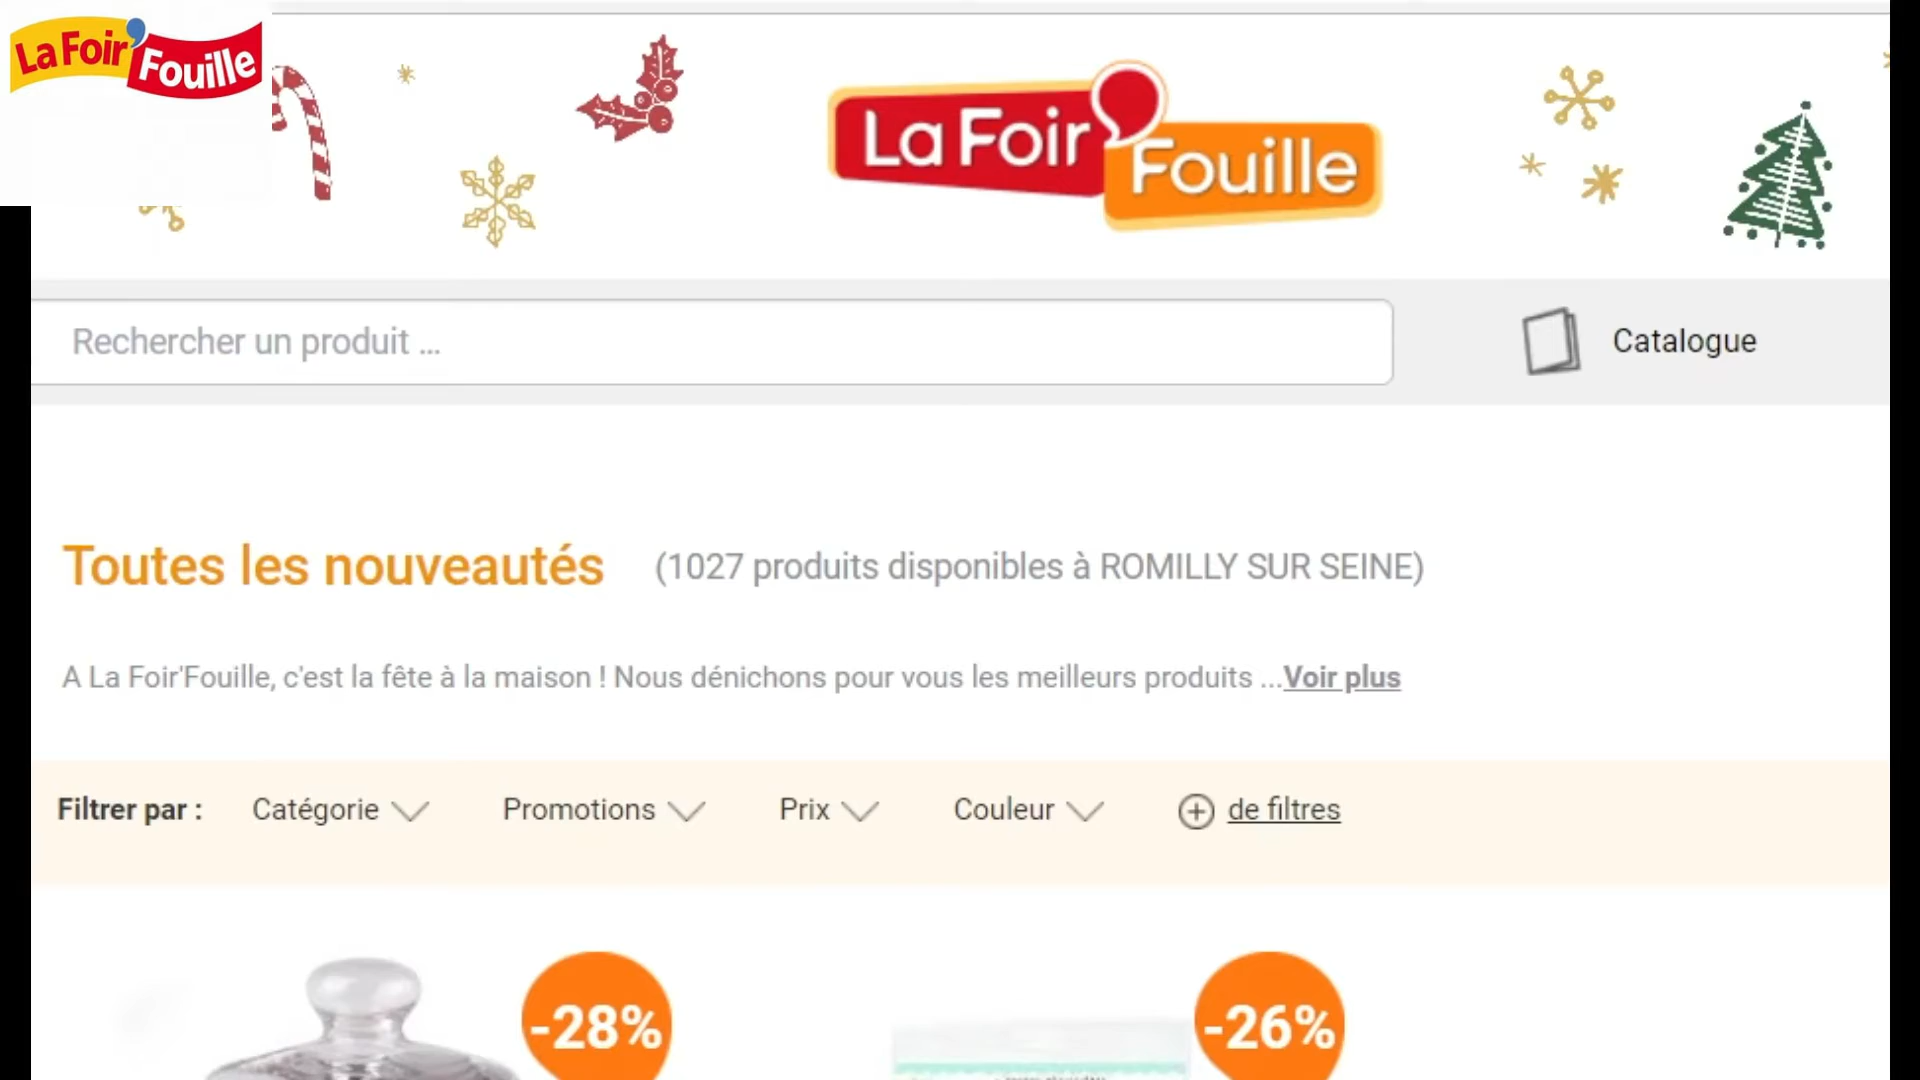 La Foir'Fouille
La Foir'Fouille
Rechercher un produit ...
Catalogue
Toutes les nouveautés (1027 produits disponibles à ROMILLY SUR SEINE)
A La Foir'Fouille, c'est la fête à la maison ! Nous dénichons pour vous les meilleurs produits ...Voir plus
Filtrer par : Catégorie Promotions Prix Couleur de filtres
-28% -26%